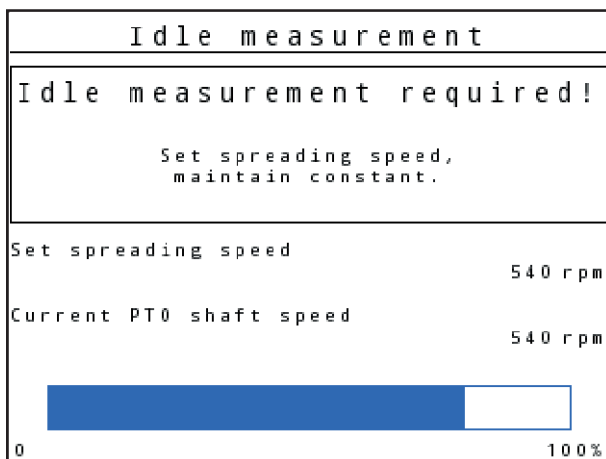 Idle measurement
Idle measurement required!
Set spreading speed,
maintain constant.
Set spreading speed
540 rpm
Current PTO shaft speed
540 rpm
0 100%